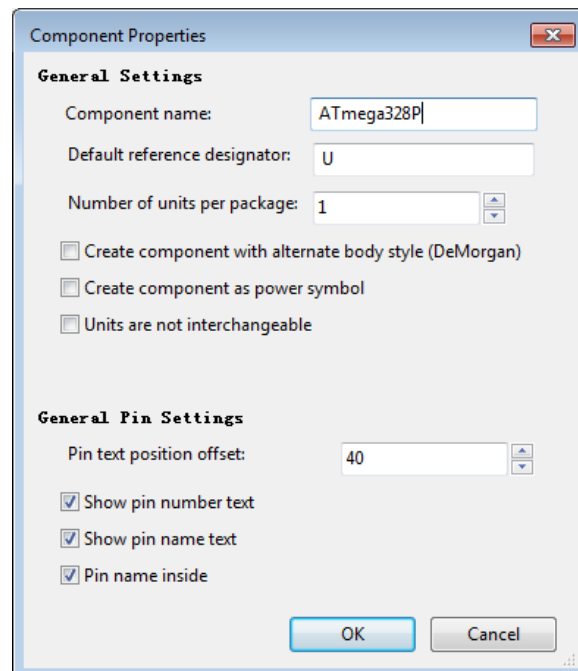 Component Properties
General Settings
Component name: ATmega328P
Default reference designator: U
Number of units per package: 1
Create component with alternate body style (DeMorgan)
Create component as power symbol
Units are not interchangeable
General Pin Settings
Pin text position offset: 40
Show pin number text
Show pin name text
Pin name inside
OK Cancel